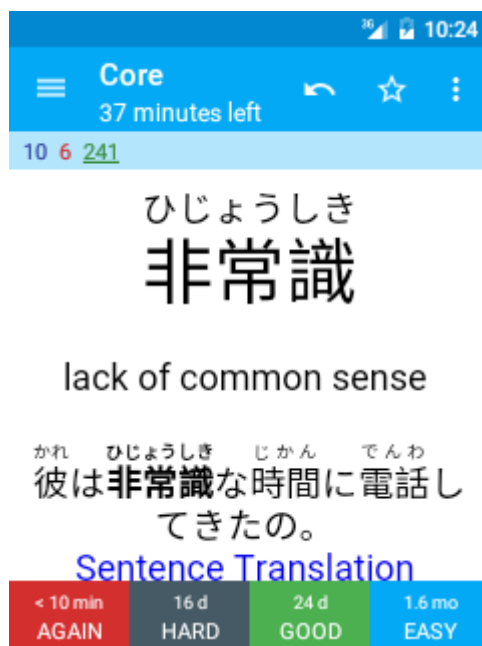 36 10:24
Core
37 minutes left
10 6 241
ひじょうしき
非常識
lack of common sense
かれ ひじょうしき じかん でんわ
彼は非常識な時間に電話し
てきたの。
Sentence Translation
< 10 min 16 d 24 d 1.6 mo
AGAIN HARD GOOD EASY